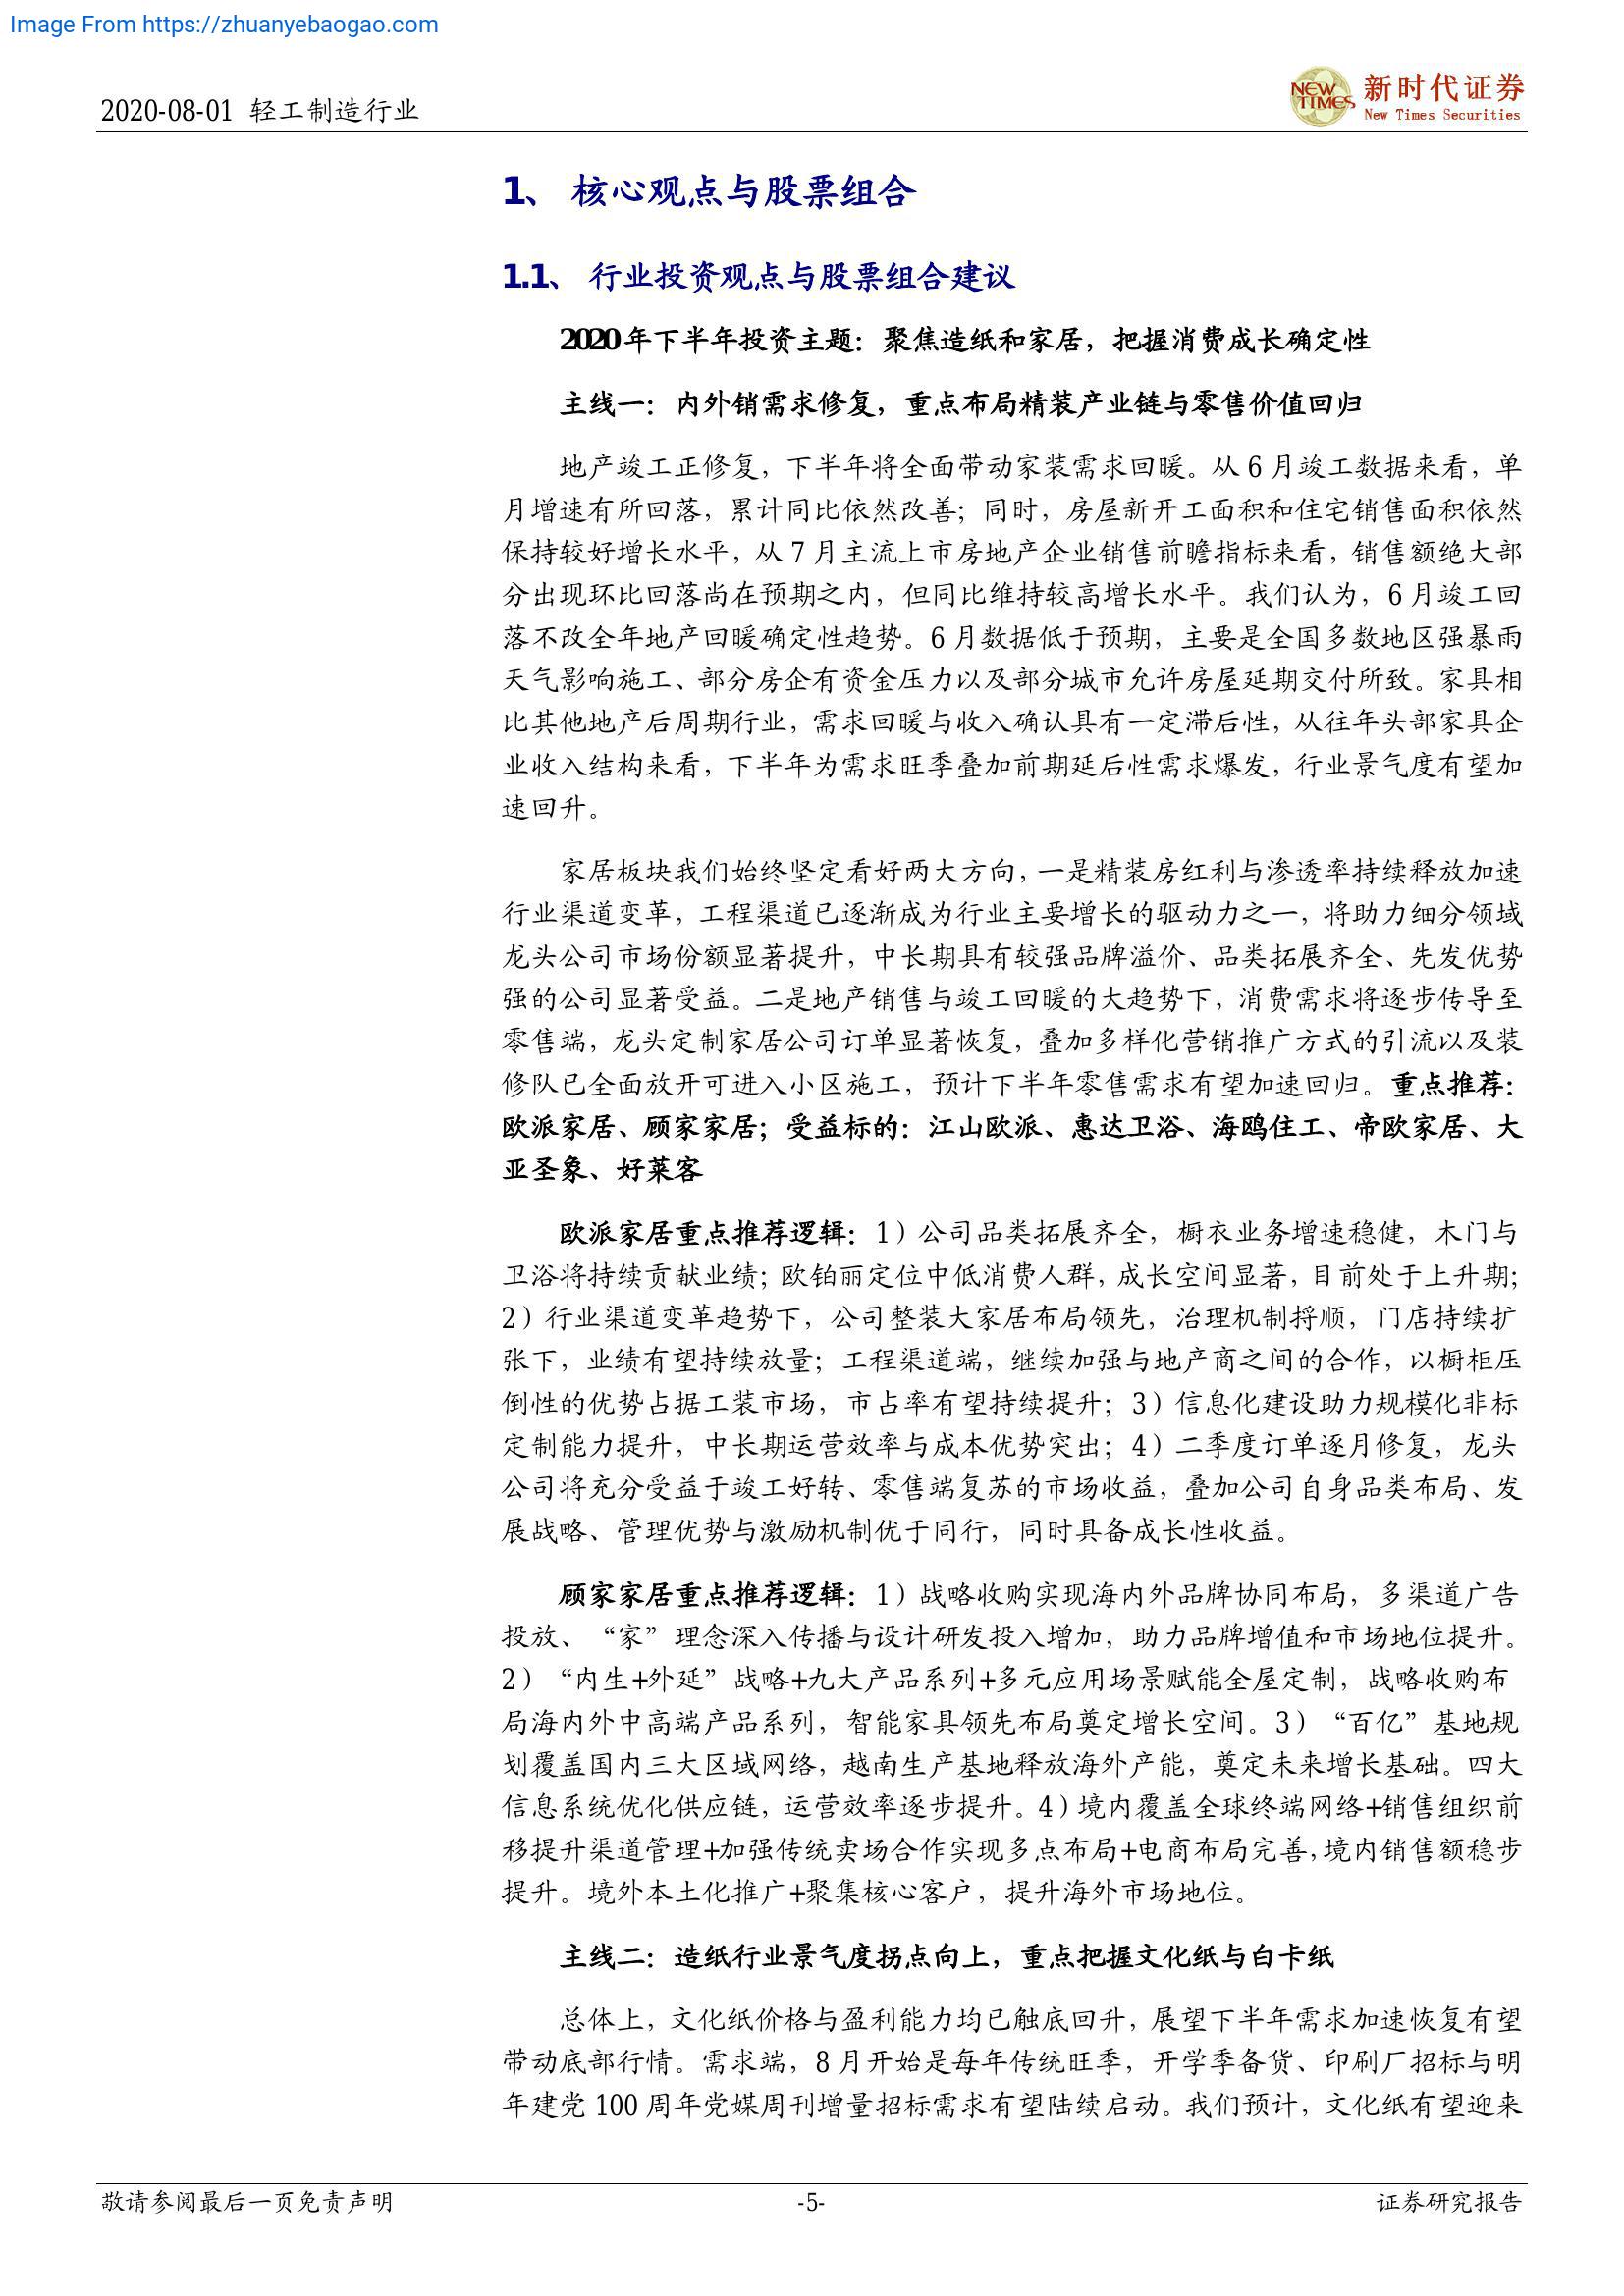 Image From https://zhuanyebaogao.com
2020-08-01 轻工制造行业
NEW TIMES
新时代证券
New Times Securities
1、 核心观点与股票组合
1.1、 行业投资观点与股票组合建议
2020年下半年投资主题：聚焦造纸和家居，把握消费成长确定性
主线一：内外销需求修复，重点布局精装产业链与零售价值回归
地产竣工正修复，下半年将全面带动家装需求回暖。从 6 月竣工数据来看，单
月增速有所回落，累计同比依然改善；同时，房屋新开工面积和住宅销售面积依然
保持较好增长水平，从 7 月主流上市房地产企业销售前瞻指标来看，销售额绝大部
分出现环比回落尚在预期之内，但同比维持较高增长水平。我们认为，6 月竣工回
落不改全年地产回暖确定性趋势。6 月数据低于预期，主要是全国多数地区强暴雨
天气影响施工、部分房企有资金压力以及部分城市允许房屋延期交付所致。家具相
比其他地产后周期行业，需求回暖与收入确认具有一定滞后性，从往年头部家具企
业收入结构来看，下半年为需求旺季叠加前期延后性需求爆发，行业景气度有望加
速回升。
家居板块我们始终坚定看好两大方向，一是精装房红利与渗透率持续释放加速
行业渠道变革，工程渠道已逐渐成为行业主要增长的驱动力之一，将助力细分领域
龙头公司市场份额显著提升，中长期具有较强品牌溢价、品类拓展齐全、先发优势
强的公司显著受益。二是地产销售与竣工回暖的大趋势下，消费需求将逐步传导至
零售端，龙头定制家居公司订单显著恢复，叠加多样化营销推广方式的引流以及装
修队已全面放开可进入小区施工，预计下半年零售需求有望加速回归。重点推荐：
欧派家居、顾家家居；受益标的：江山欧派、惠达卫浴、海鸥住工、帝欧家居、大
亚圣象、好莱客
欧派家居重点推荐逻辑：1）公司品类拓展齐全，橱衣业务增速稳健，木门与
卫浴将持续贡献业绩；欧铂丽定位中低消费人群，成长空间显著，目前处于上升期；
2）行业渠道变革趋势下，公司整装大家居布局领先，治理机制捋顺，门店持续扩
张下，业绩有望持续放量；工程渠道端，继续加强与地产商之间的合作，以橱柜压
倒性的优势占据工装市场，市占率有望持续提升；3）信息化建设助力规模化非标
定制能力提升，中长期运营效率与成本优势突出；4）二季度订单逐月修复，龙头
公司将充分受益于竣工好转、零售端复苏的市场收益，叠加公司自身品类布局、发
展战略、管理优势与激励机制优于同行，同时具备成长性收益。
顾家家居重点推荐逻辑：1）战略收购实现海内外品牌协同布局，多渠道广告
投放、“家”理念深入传播与设计研发投入增加，助力品牌增值和市场地位提升。
2）“内生+外延”战略+九大产品系列+多元应用场景赋能全屋定制，战略收购布
局海内外中高端产品系列，智能家具领先布局奠定增长空间。3）“百亿”基地规
划覆盖国内三大区域网络，越南生产基地释放海外产能，奠定未来增长基础。四大
信息系统优化供应链，运营效率逐步提升。4）境内覆盖全球终端网络+销售组织前
移提升渠道管理+加强传统卖场合作实现多点布局+电商布局完善，境内销售额稳步
提升。境外本土化推广+聚集核心客户，提升海外市场地位。
主线二：造纸行业景气度拐点向上，重点把握文化纸与白卡纸
总体上，文化纸价格与盈利能力均已触底回升，展望下半年需求加速恢复有望
带动底部行情。需求端，8 月开始是每年传统旺季，开学季备货、印刷厂招标与明
年建党 100 周年党媒周刊增量招标需求有望陆续启动。我们预计，文化纸有望迎来
敬请参阅最后一页免责声明
-5-
证券研究报告